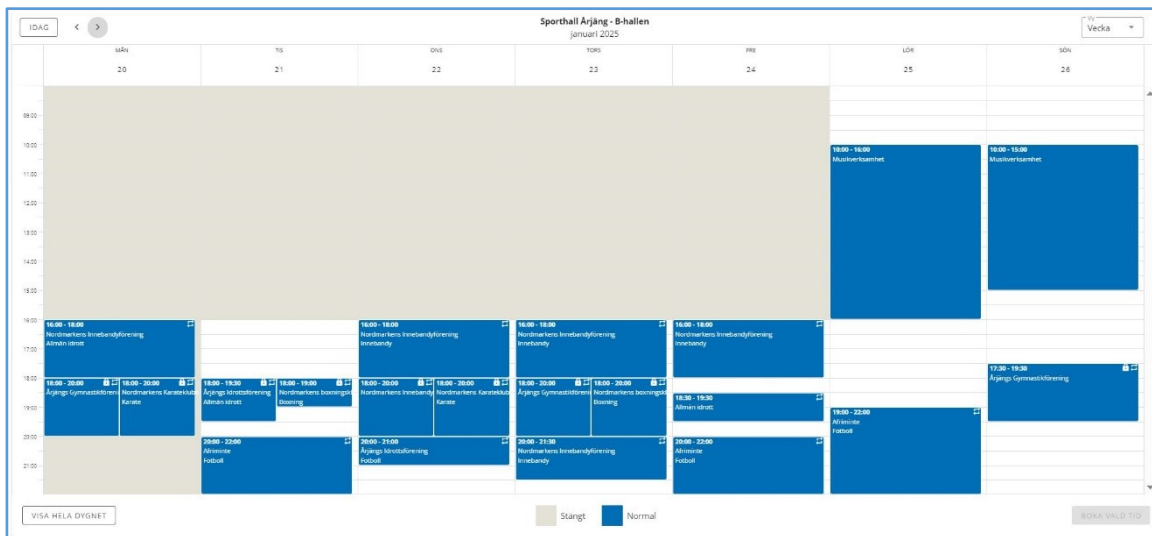 IDAG
Sporthall Årjäng - B-hallen
januari 2025
Vy
Vecka
MÅN TIS ONS TORS FRE LÖR SÖN
20 21 22 23 24 25 26
09:00
10:00
11:00
12:00
13:00
14:00
15:00
16:00
17:00
18:00
19:00
20:00
21:00
16:00 - 18:00
Nordmarkens Innebandyförening
Allmän idrott
18:00 - 20:00
Årjängs Gymnastikföreni
18:00 - 20:00
Nordmarkens Karateklub
Karate
18:00 - 19:30
Årjängs Idrottsförening
Allmän idrott
18:00 - 19:00
Nordmarkens boxningskl
Boxning
20:00 - 22:00
Afriminte
Fotboll
16:00 - 18:00
Nordmarkens Innebandyförening
Innebandy
18:00 - 20:00
Nordmarkens Innebandy
18:00 - 20:00
Nordmarkens Karateklub
Karate
20:00 - 21:00
Årjängs Idrottsförening
Fotboll
16:00 - 18:00
Nordmarkens Innebandyförening
Innebandy
18:00 - 20:00
Årjängs Gymnastikföreni
18:00 - 20:00
Nordmarkens boxningskl
Boxning
20:00 - 21:30
Nordmarkens Innebandyförening
Innebandy
16:00 - 18:00
Nordmarkens Innebandyförening
Innebandy
18:30 - 19:30
Allmän idrott
20:00 - 22:00
Afriminte
Fotboll
10:00 - 16:00
Musikverksamhet
19:00 - 22:00
Afriminte
Fotboll
10:00 - 15:00
Musikverksamhet
17:30 - 19:30
Årjängs Gymnastikförening
VISA HELA DYGNET
Stängt
Normal
BOKA VALD TID